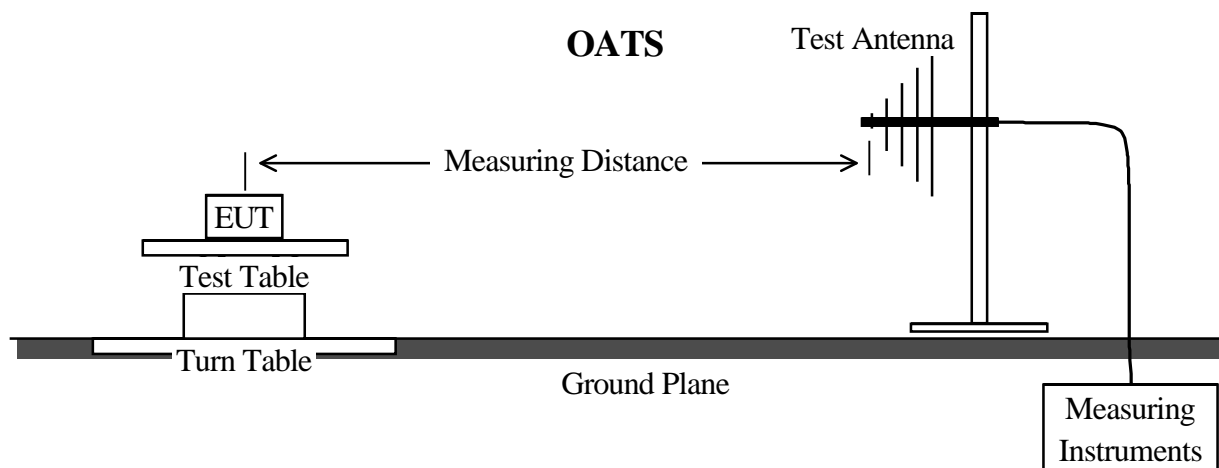 OATS
Test Antenna
Measuring Distance
EUT
Test Table
Turn Table
Ground Plane
Measuring
Instruments